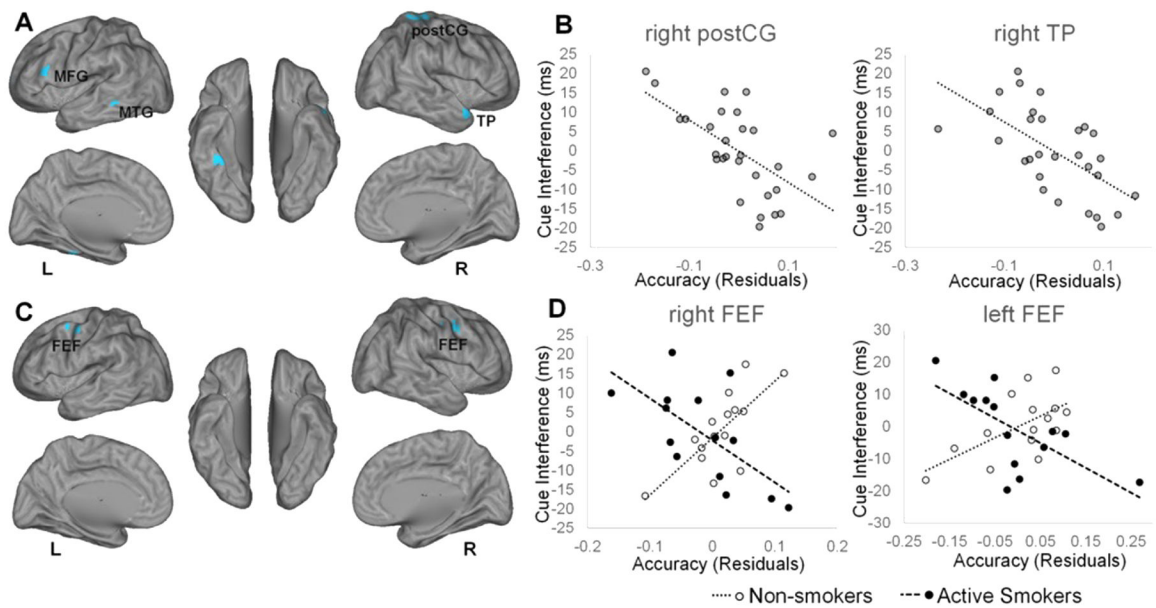 A
MFG
MTG
postCG
TP
L
R
B
right postCG
Cue Interference (ms)
25
20
15
10
5
0
-5
-10
-15
-20
-25
-0.3
-0.1
0.1
Accuracy (Residuals)
right TP
Cue Interference (ms)
25
20
15
10
5
0
-5
-10
-15
-20
-25
-0.3
-0.1
0.1
Accuracy (Residuals)
C
FEF
FEF
L
R
D
right FEF
Cue Interference (ms)
25
20
15
10
5
0
-5
-10
-15
-20
-25
-0.2
-0.1
0
0.1
0.2
Accuracy (Residuals)
left FEF
Cue Interference (ms)
30
20
10
0
-10
-20
-30
-0.25
-0.15
-0.05
0.05
0.15
0.25
Accuracy (Residuals)
Non-smokers
Active Smokers